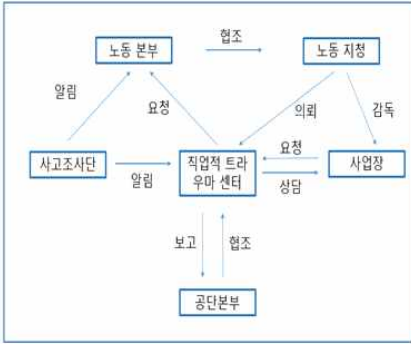 협조
노동 본부
노동 지청
알림
요청
의뢰
감독
사고조사단
알림
직업적 트라
우마 센터
요청
상담
사업장
보고
협조
공단본부